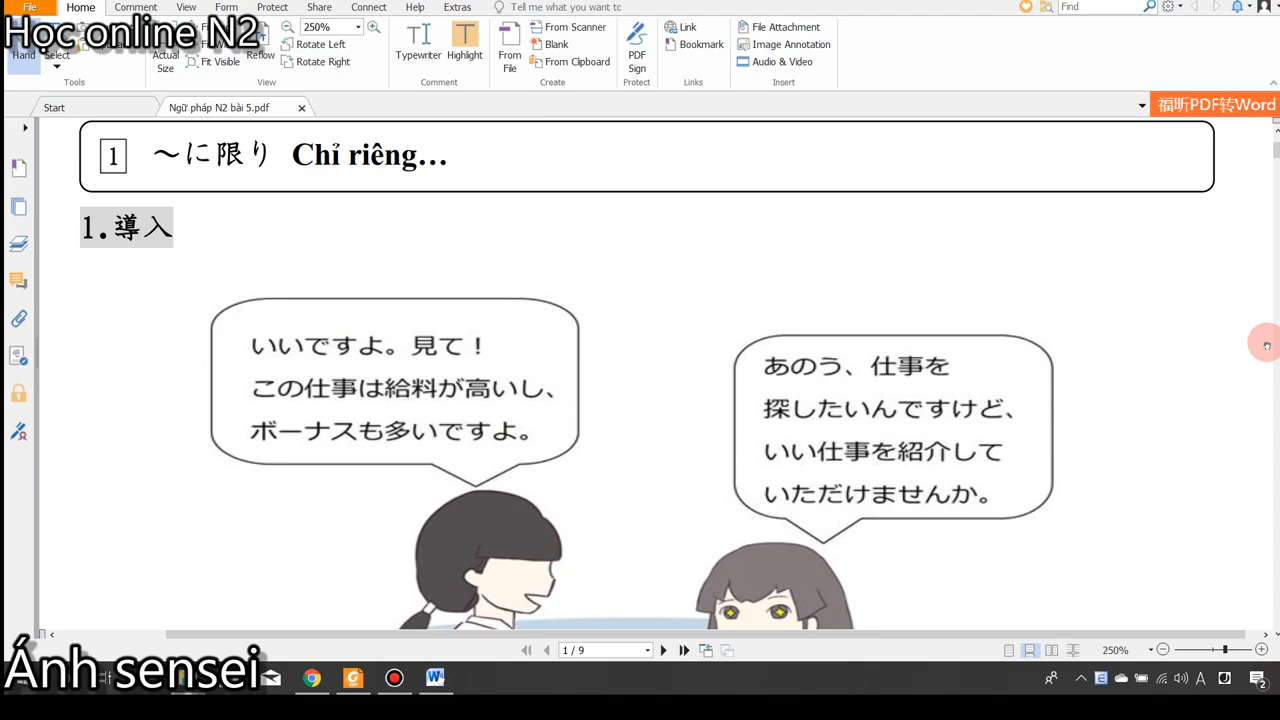 File Home Comment View Form Protect Share Connect Help Extras Tell me what you want tc Find
Học online N2
Hand
Select
Actual
Size
Fit Visible
Reflow
250%
Rotate Left
Rotate Right
Typewriter
Highlight
From
File
From Scanner
Blank
From Clipboard
PDF
Sign
Link
Bookmark
File Attachment
Image Annotation
Audio & Video
Tools View Comment Create Protect Links Insert
Start
Ngữ pháp N2 bài 5.pdf
福昕PDF转Word
1 ～に限り Chỉ riêng…
1.導入
いいですよ。見て！
この仕事は給料が高いし、
ボーナスも多いですよ。
あのう、仕事を
探したいんですけど、
いい仕事を紹介して
いただけませんか。
1 / 9
250%
Ánh sensei